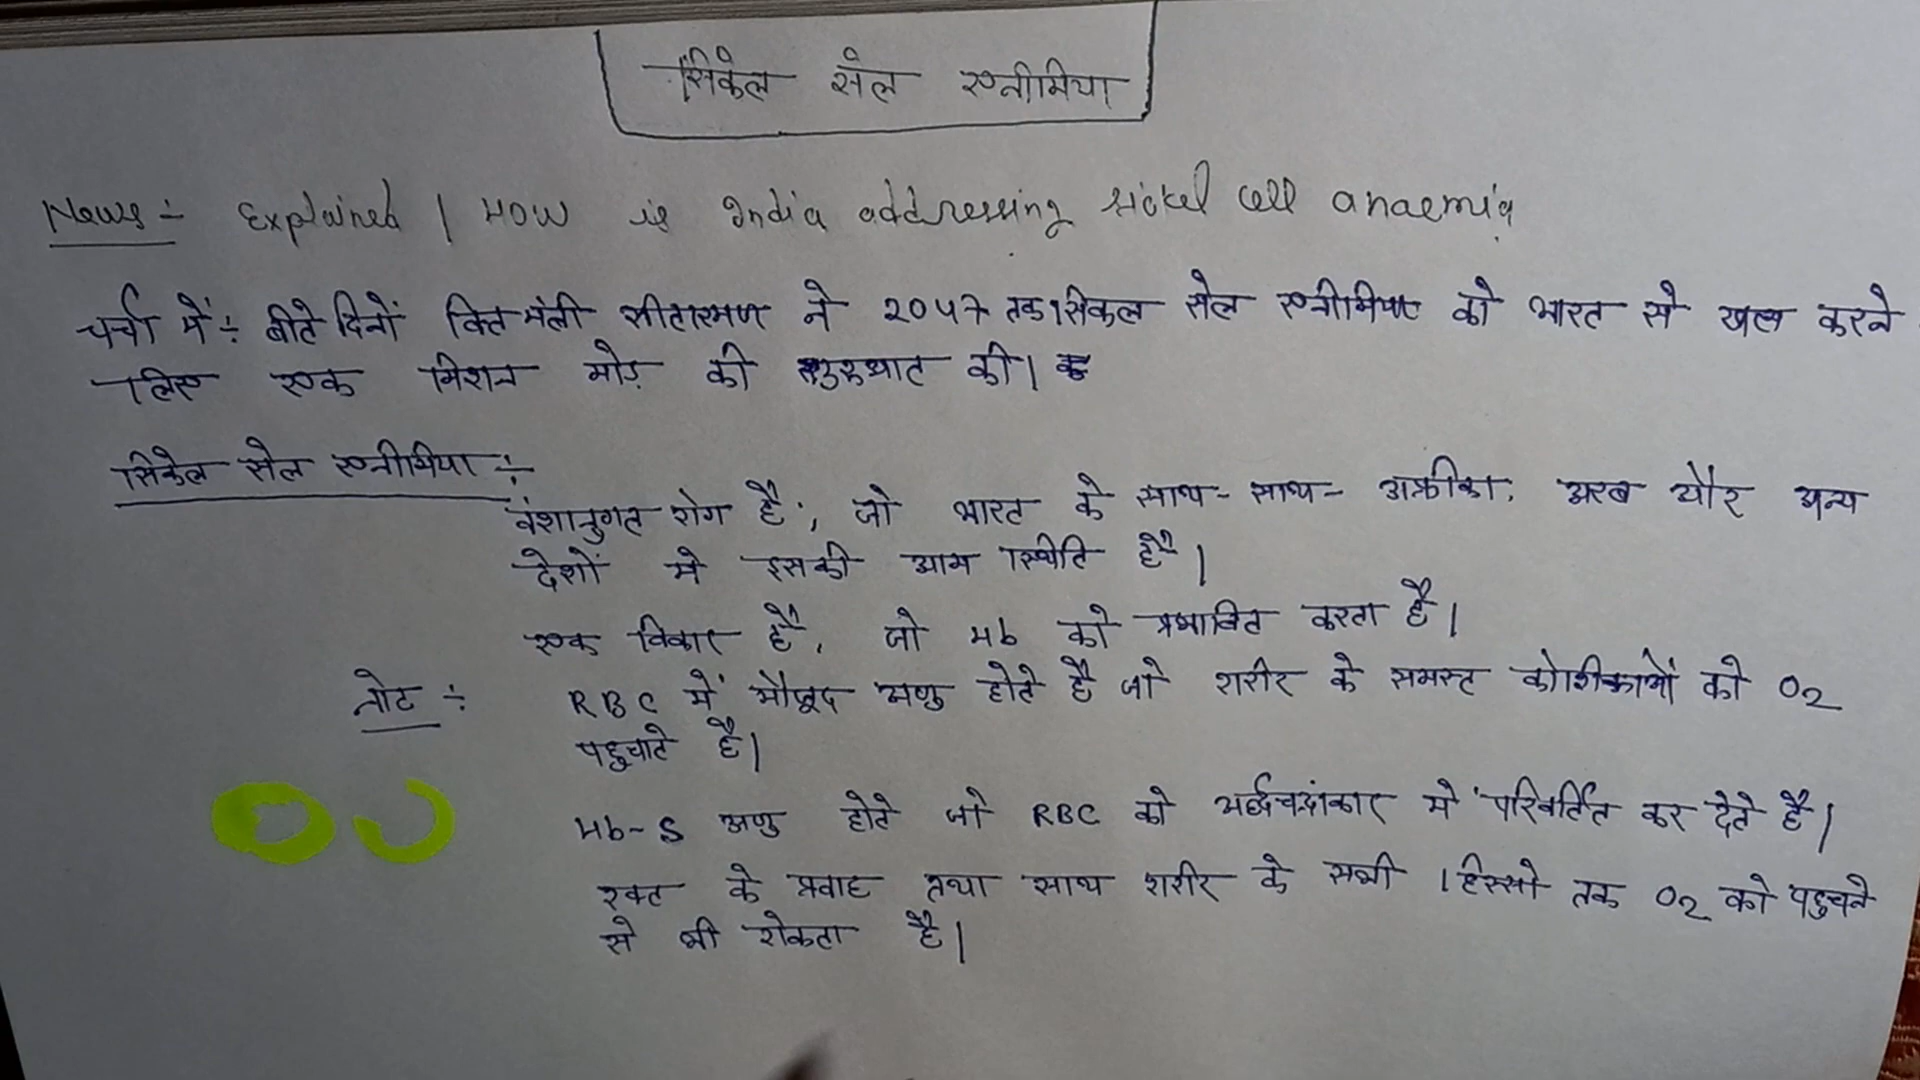 सिकेल सेल एनीमिया
News :- Explained | How is India addressing sickel cell anaemia
चर्चा में :- बीते दिनों वित्त मंत्री सीतारमण ने 2047 तक सिकल सेल एनीमिया को भारत से खत्म करने
लिए एक मिशन मोड़ की शुरुआत की।
सिकेल सेल एनीमिया :-
वंशानुगत रोग है, जो भारत के साथ-साथ- अफ्रीका, अरब और अन्य
देशों मे इसकी आम स्थिति है।
एक विकार है, जो Hb को प्रभावित करता है।
नोट :- RBC में मौजूद अणु होते है जो शरीर के समस्त कोशिकाओं को O2
पहुचाते है।
Hb-S अणु होते जो RBC को अर्द्धचदांकार मे परिवर्तित कर देते है।
रक्त के प्रवाह तथा साथ शरीर के सभी हिस्सो तक O2 को पहुचने
से भी रोकता है।